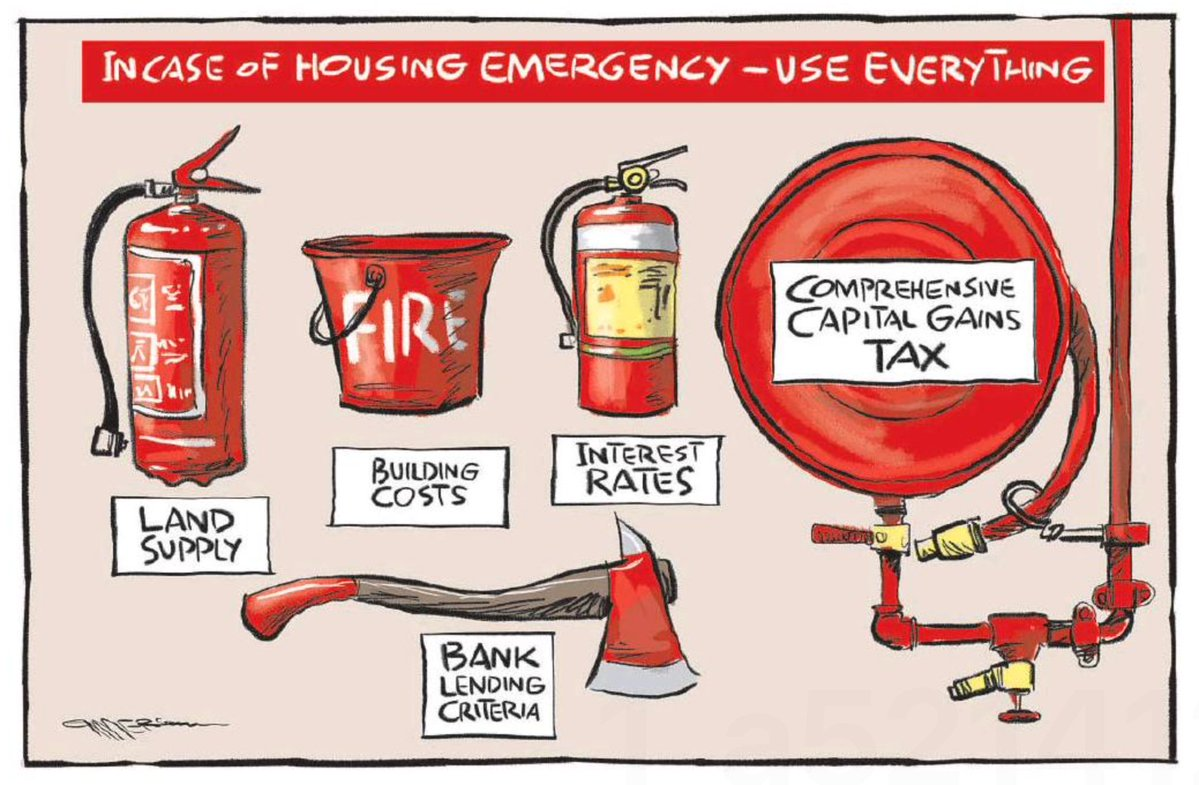 IN CASE OF HOUSING EMERGENCY – USE EVERYTHING
FIRE
LAND
SUPPLY
BUILDING
COSTS
INTEREST
RATES
COMPREHENSIVE
CAPITAL GAINS
TAX
BANK
LENDING
CRITERIA